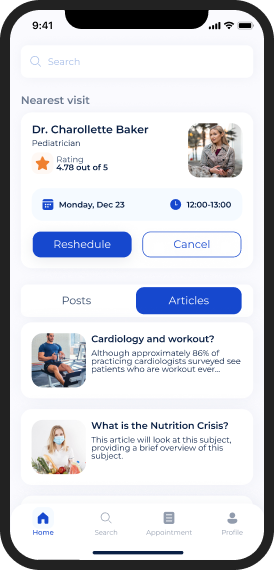 9:41
Search
Nearest visit
Dr. Charollette Baker
Pediatrician
Rating
4.78 out of 5
Monday, Dec 23
12:00-13:00
Reshedule
Cancel
Posts
Articles
Cardiology and workout?
Although approximately 86% of
practicing cardiologists surveyed see
patients who are workout ever...
What is the Nutrition Crisis?
This article will look at this subject,
providing a brief overview of this
subject.
Home
Search
Appointment
Profile